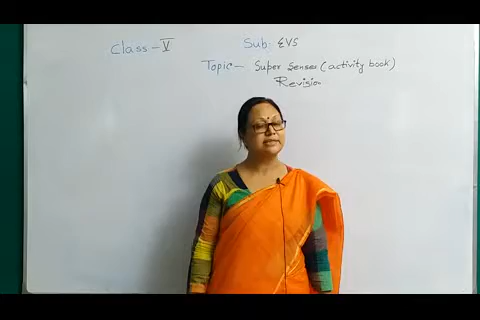 Class - V Sub: EVS
Topic - Super Senses (activity book)
Revision